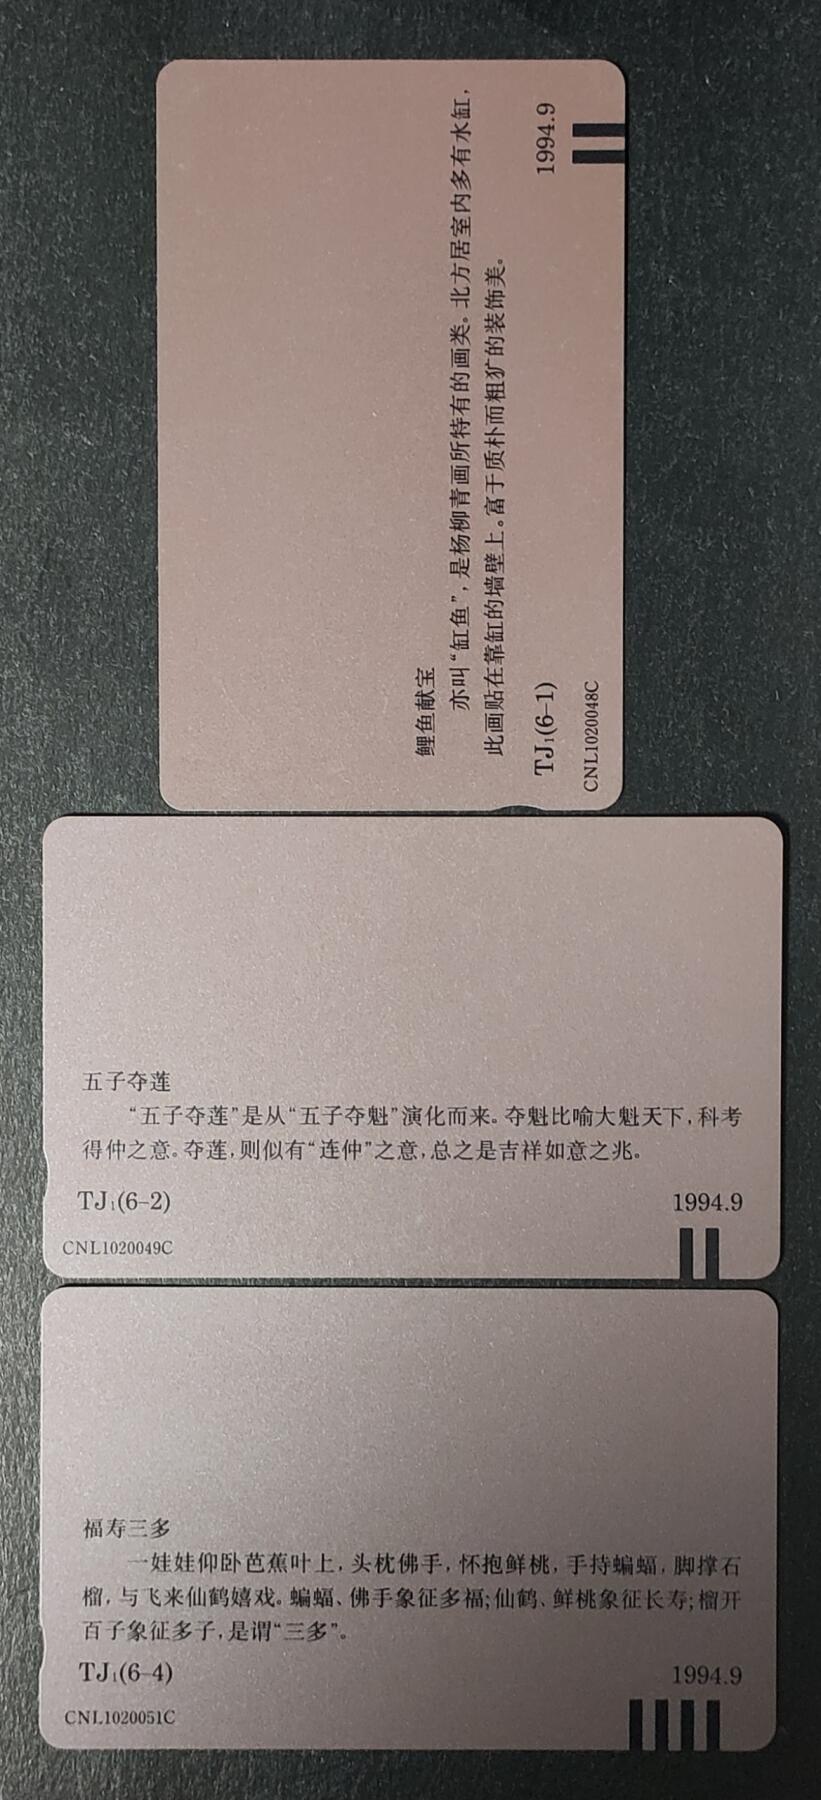 鲤鱼献宝
亦叫“缸鱼”,是杨柳青画所特有的画类。北方居室内多有水缸,
此画贴在靠缸的墙壁上。富于质朴而粗犷的装饰美。
TJ₁(6-1)
1994.9
CNL1020048C
五子夺莲
“五子夺莲”是从“五子夺魁”演化而来。夺魁比喻大魁天下,科考
得仲之意。夺莲,则似有“连仲”之意,总之是吉祥如意之兆。
TJ₁(6-2)
1994.9
CNL1020049C
福寿三多
一娃娃仰卧芭蕉叶上,头枕佛手,怀抱鲜桃,手持蝙蝠,脚撑石
榴,与飞来仙鹤嬉戏。蝙蝠、佛手象征多福;仙鹤、鲜桃象征长寿;榴开
百子象征多子,是谓“三多”。
TJ₁(6-4)
1994.9
CNL1020051C